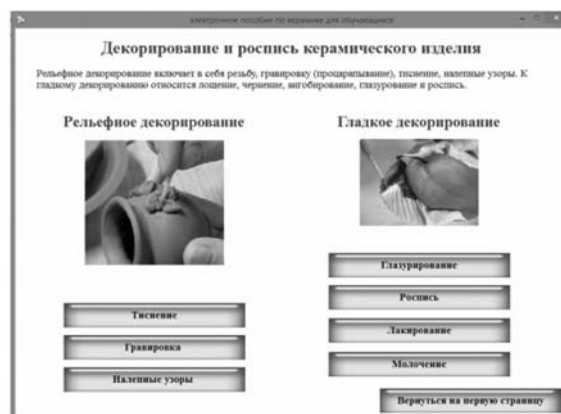 электронное пособие по керамике для обучающихся
Декорирование и роспись керамического изделия
Рельефное декорирование включает в себя резьбу, гравировку (процарапывание), тиснение, налепные узоры. К
гладкому декорированию относится лощение, чернение, ангобирование, глазурование и роспись.
Рельефное декорирование
Гладкое декорирование
Тиснение
Гравировка
Налепные узоры
Глазурирование
Роспись
Лакирование
Молочение
Вернуться на первую страницу